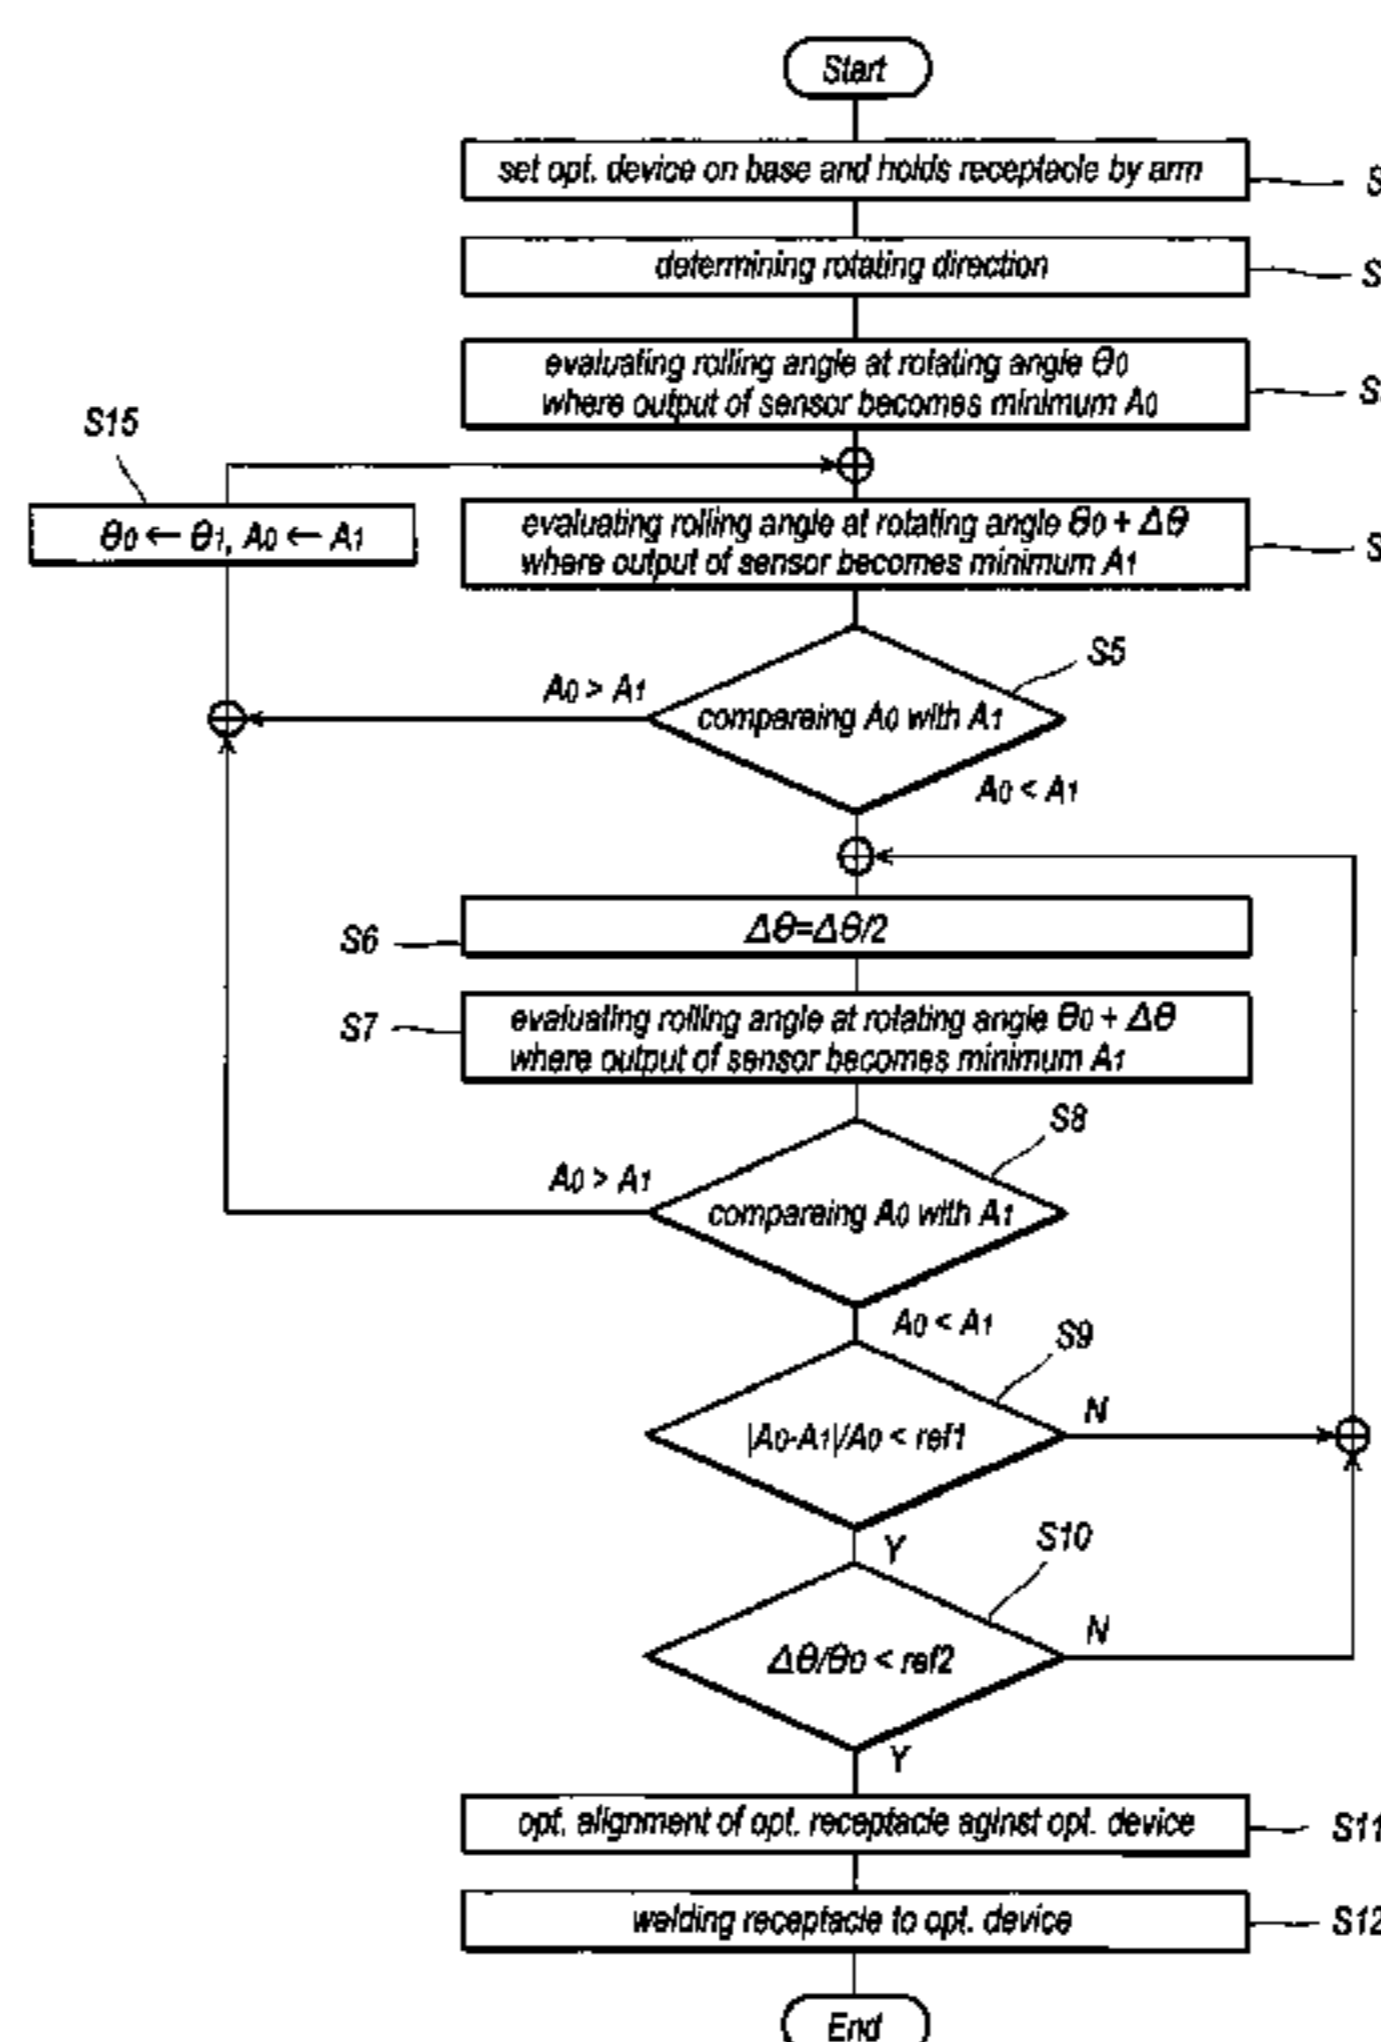 Start
set opt. device on base and holds receptacle by arm
S
determining rotating direction
S
evaluating rolling angle at rotating angle θ0
where output of sensor becomes minimum A0
S
S15
θ0 ← θ1, A0 ← A1
evaluating rolling angle at rotating angle θ0 + Δθ
where output of sensor becomes minimum A1
S
S5
A0 > A1
compareing A0 with A1
A0 < A1
S6
Δθ=Δθ/2
S7
evaluating rolling angle at rotating angle θ0 + Δθ
where output of sensor becomes minimum A1
S8
A0 > A1
compareing A0 with A1
A0 < A1
S9
|A0-A1|/A0 < ref1
N
Y
S10
Δθ/θ0 < ref2
N
Y
opt. alignment of opt. receptacle aginst opt. device
S11
welding receptacle to opt. device
S12
End